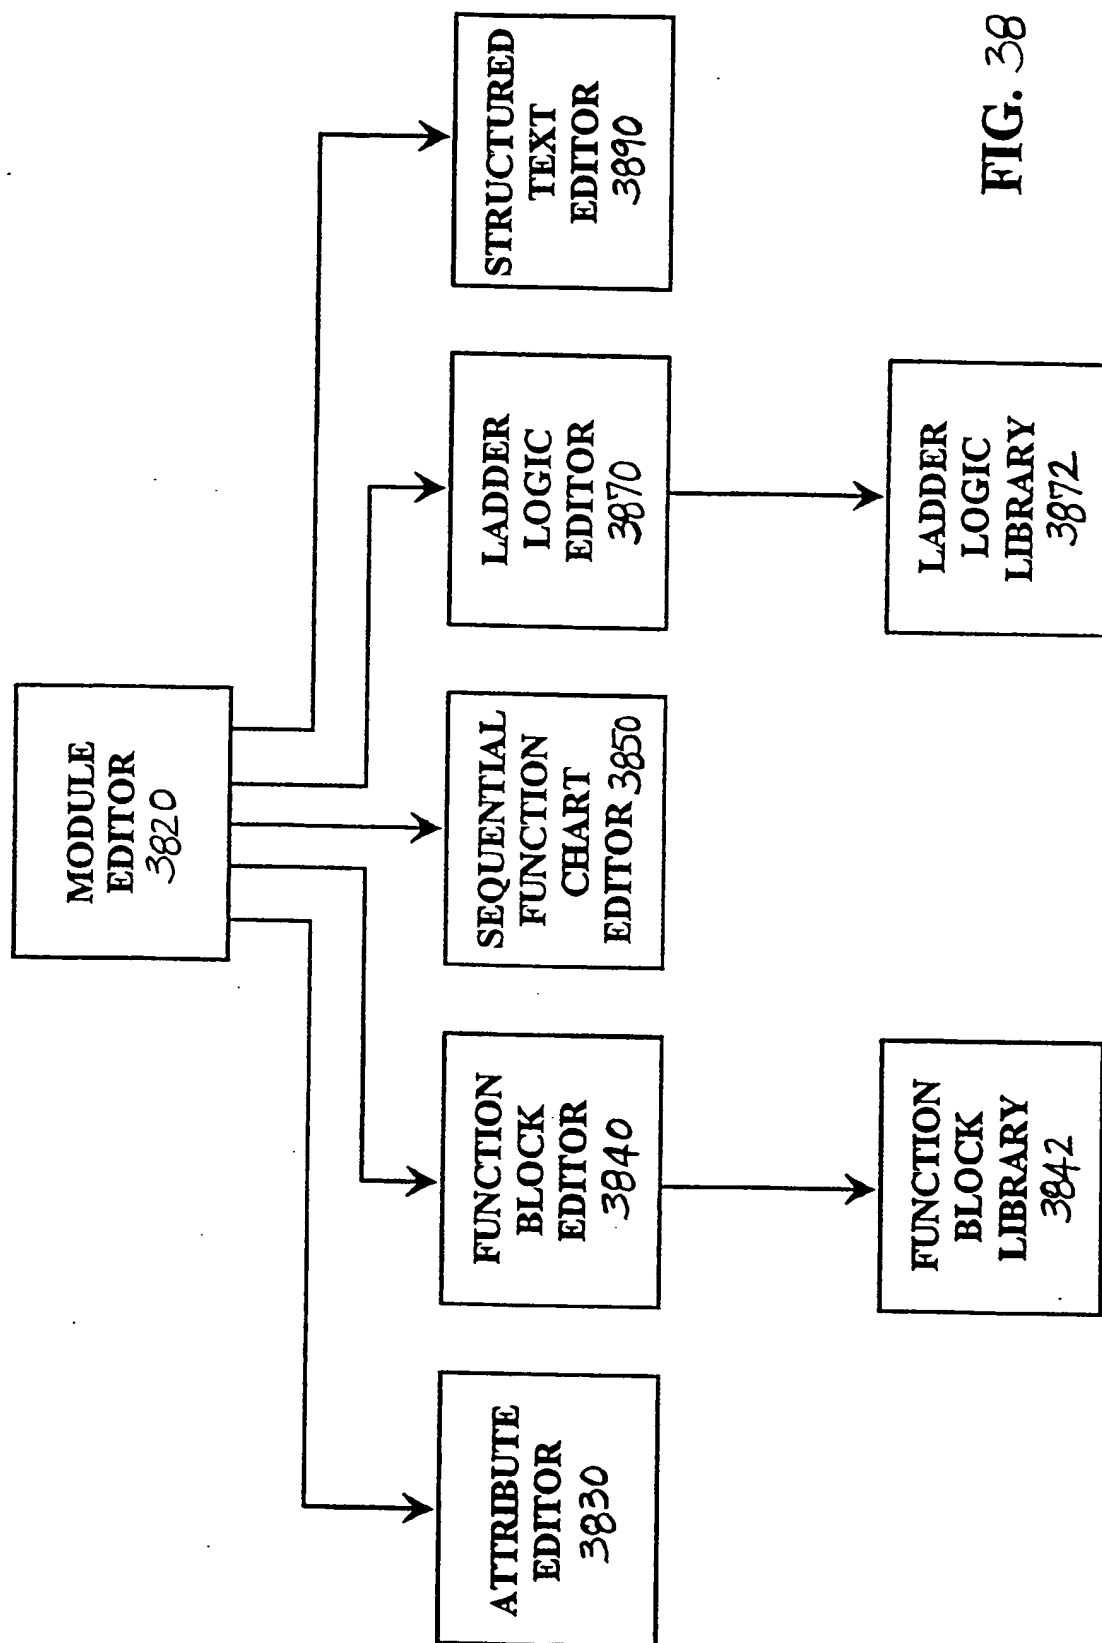 MODULE
EDITOR
3820
ATTRIBUTE
EDITOR
3830
FUNCTION
BLOCK
EDITOR
3840
SEQUENTIAL
FUNCTION
CHART
EDITOR 3850
LADDER
LOGIC
EDITOR
3870
STRUCTURED
TEXT
EDITOR
3890
FUNCTION
BLOCK
LIBRARY
3842
LADDER
LOGIC
LIBRARY
3872
FIG. 38